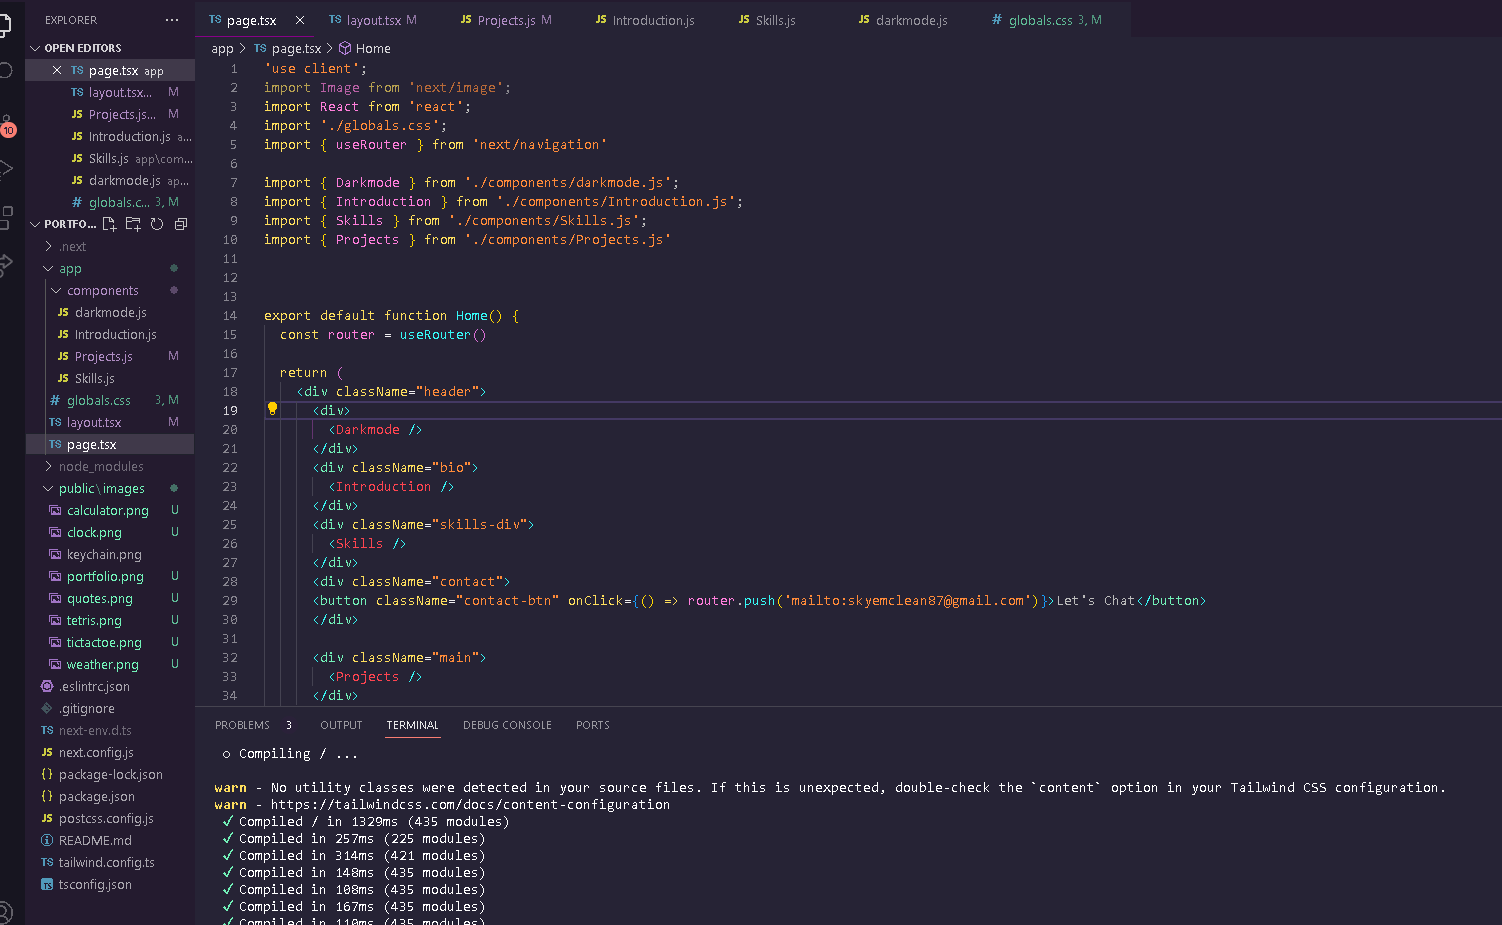 EXPLORER ...
OPEN EDITORS
TS page.tsx app
TS layout.tsx... M
JS Projects.js... M
JS Introduction.js a...
JS Skills.js app\com...
JS darkmode.js ap...
# globals.c... 3, M
10
PORTFO...
.next
app
components
JS darkmode.js
JS Introduction.js
JS Projects.js M
JS Skills.js
# globals.css 3, M
TS layout.tsx M
TS page.tsx
node_modules
public\images
calculator.png U
clock.png U
keychain.png
portfolio.png U
quotes.png U
tetris.png U
tictactoe.png U
weather.png U
.eslintrc.json
.gitignore
TS next-env.d.ts
JS next.config.js
{} package-lock.json
{} package.json
JS postcss.config.js
README.md
TS tailwind.config.ts
TS tsconfig.json
TS page.tsx TS layout.tsx M JS Projects.js M JS Introduction.js JS Skills.js JS darkmode.js # globals.css 3, M
app > TS page.tsx > Home
1 'use client';
2 import Image from 'next/image';
3 import React from 'react';
4 import './globals.css';
5 import { useRouter } from 'next/navigation'
6
7 import { Darkmode } from './components/darkmode.js';
8 import { Introduction } from './components/Introduction.js';
9 import { Skills } from './components/Skills.js';
10 import { Projects } from './components/Projects.js'
11
12
13
14 export default function Home() {
15 const router = useRouter()
16
17 return (
18 <div className="header">
19 <div>
20 <Darkmode />
21 </div>
22 <div className="bio">
23 <Introduction />
24 </div>
25 <div className="skills-div">
26 <Skills />
27 </div>
28 <div className="contact">
29 <button className="contact-btn" onClick={() => router.push('mailto:skyemclean87@gmail.com')}>Let's Chat</button>
30 </div>
31
32 <div className="main">
33 <Projects />
34 </div>
PROBLEMS 3 OUTPUT TERMINAL DEBUG CONSOLE PORTS
○ Compiling / ...
warn - No utility classes were detected in your source files. If this is unexpected, double-check the `content` option in your Tailwind CSS configuration.
warn - https://tailwindcss.com/docs/content-configuration
✓ Compiled / in 1329ms (435 modules)
✓ Compiled in 257ms (225 modules)
✓ Compiled in 314ms (421 modules)
✓ Compiled in 148ms (435 modules)
✓ Compiled in 108ms (435 modules)
✓ Compiled in 167ms (435 modules)
✓ Compiled in 110ms (435 modules)